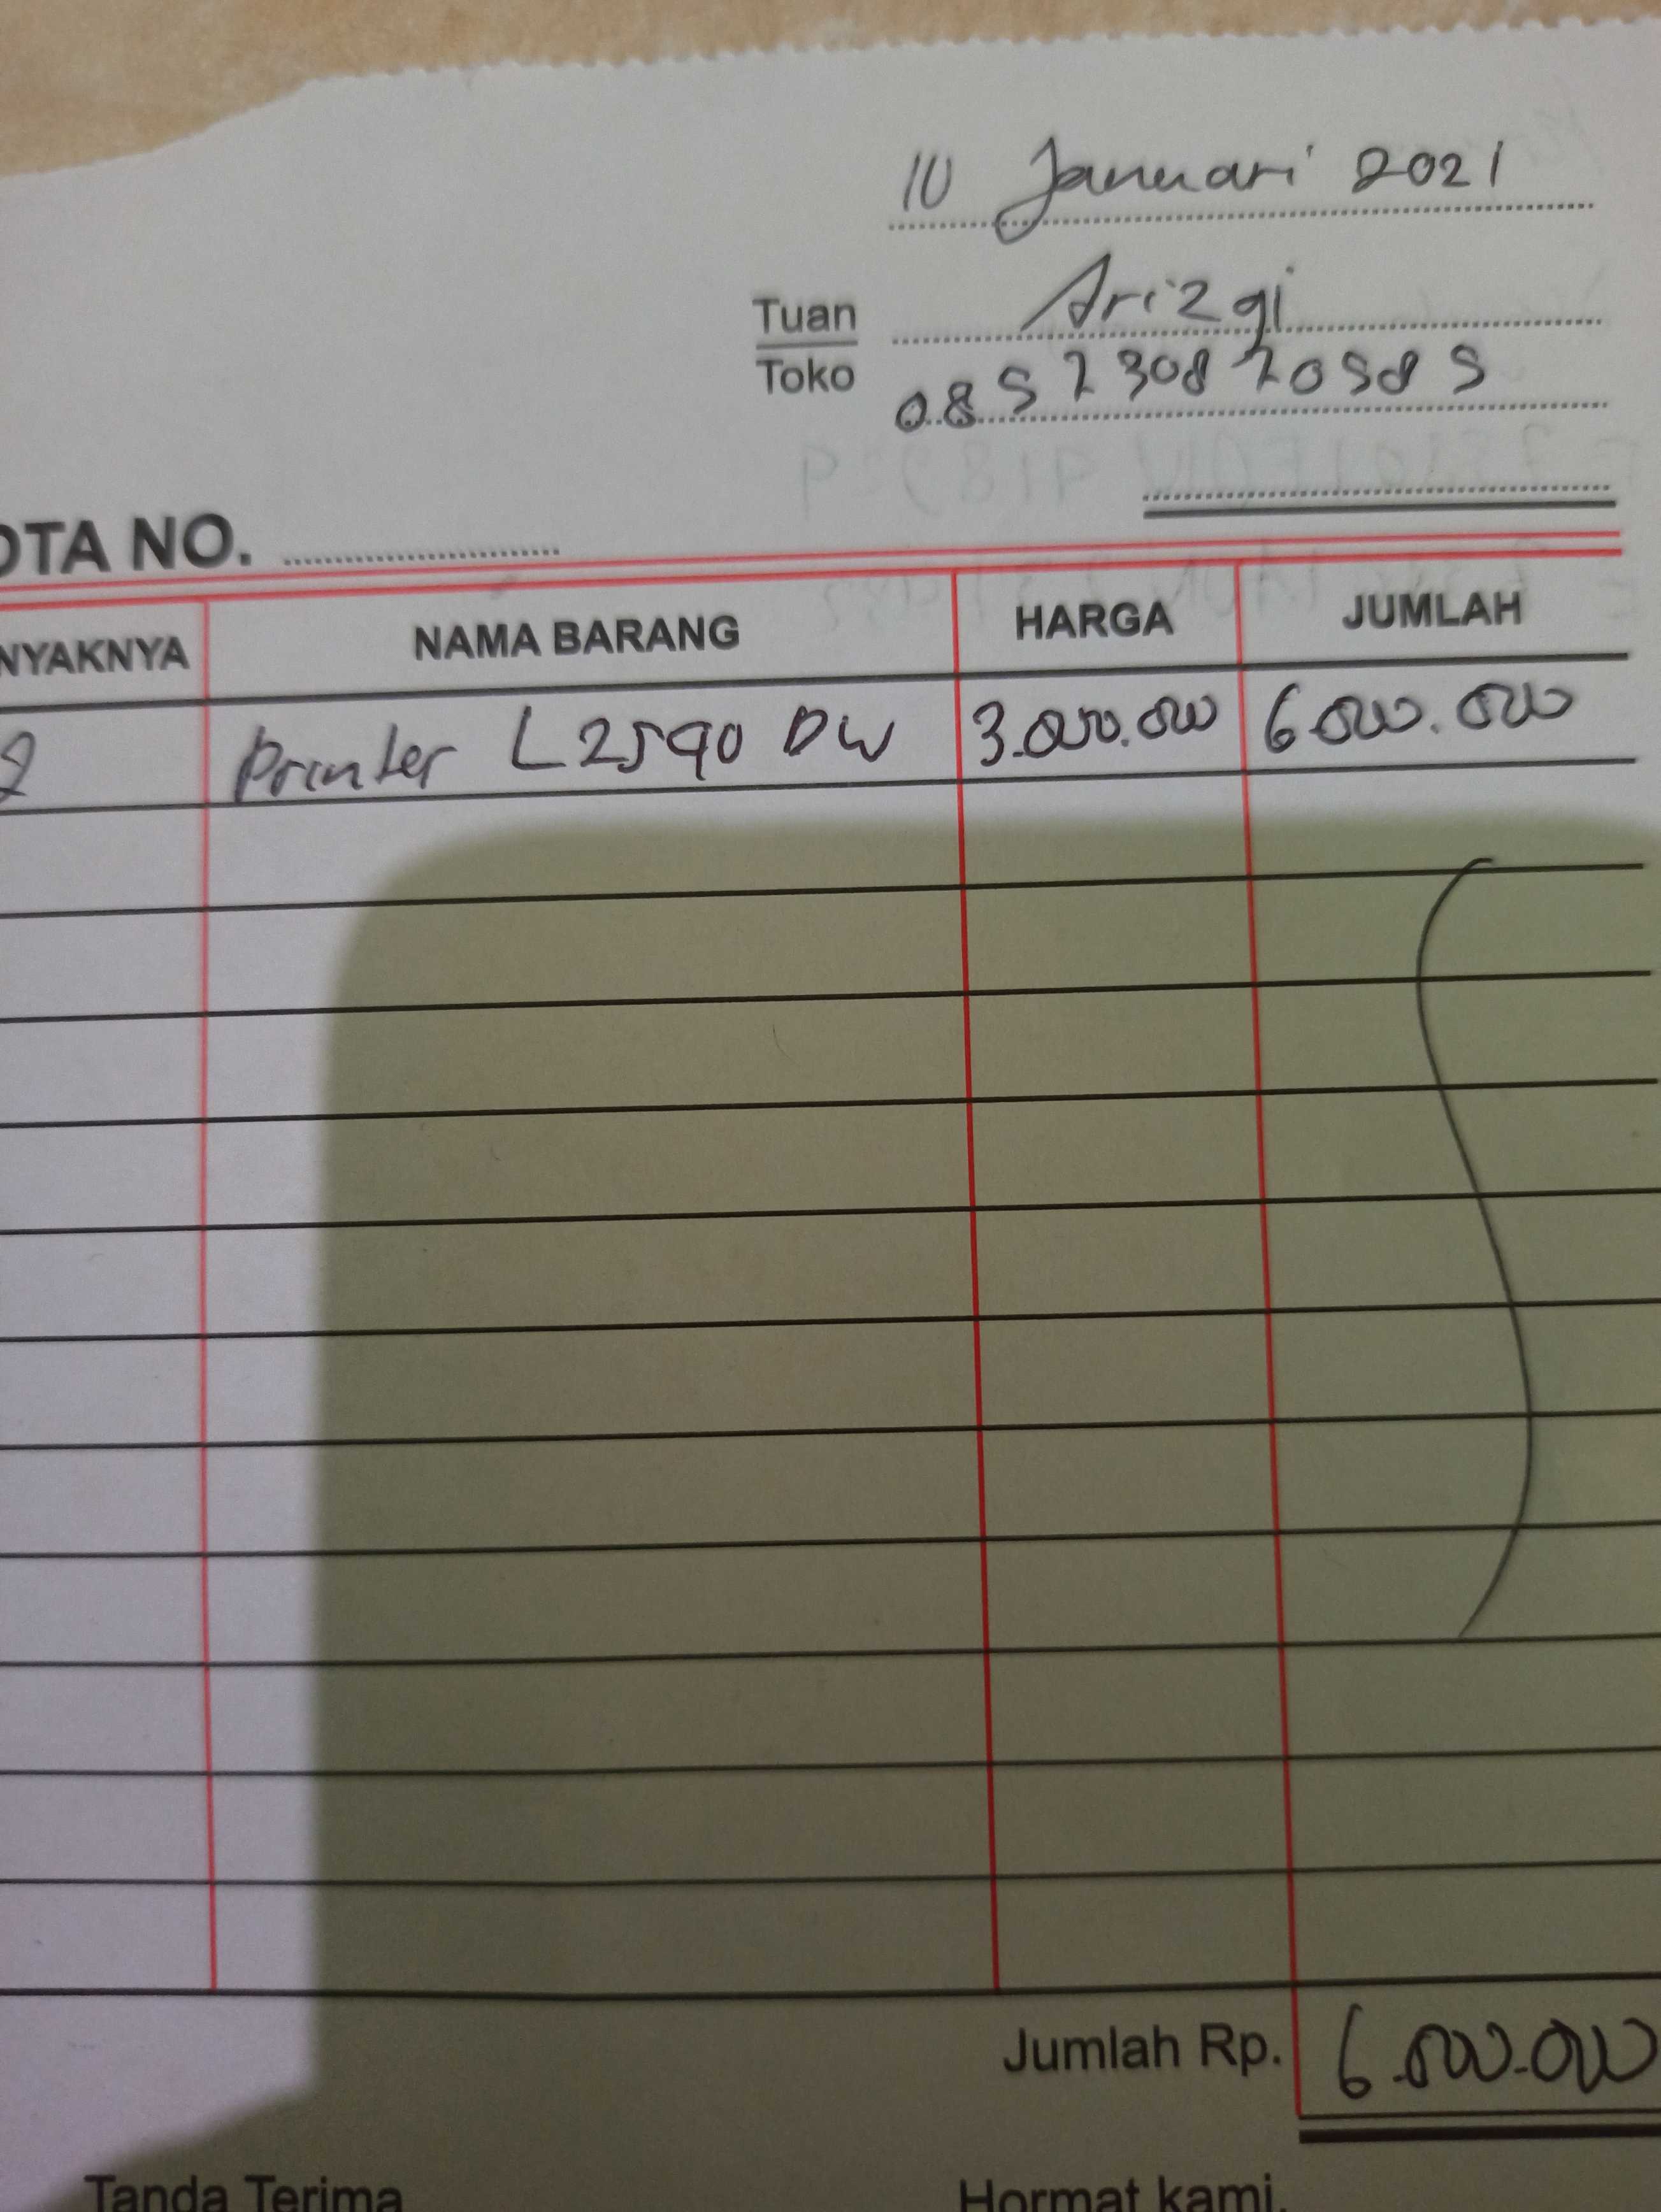 10 Januari 2021
Tuan Arizgi
Toko 085230820585
OTA NO.
NYAKNYA NAMA BARANG HARGA JUMLAH
2 Printer L2590 DW 3.000.000 6.000.000
Jumlah Rp. 6.000.000
Tanda Terima Hormat kami,